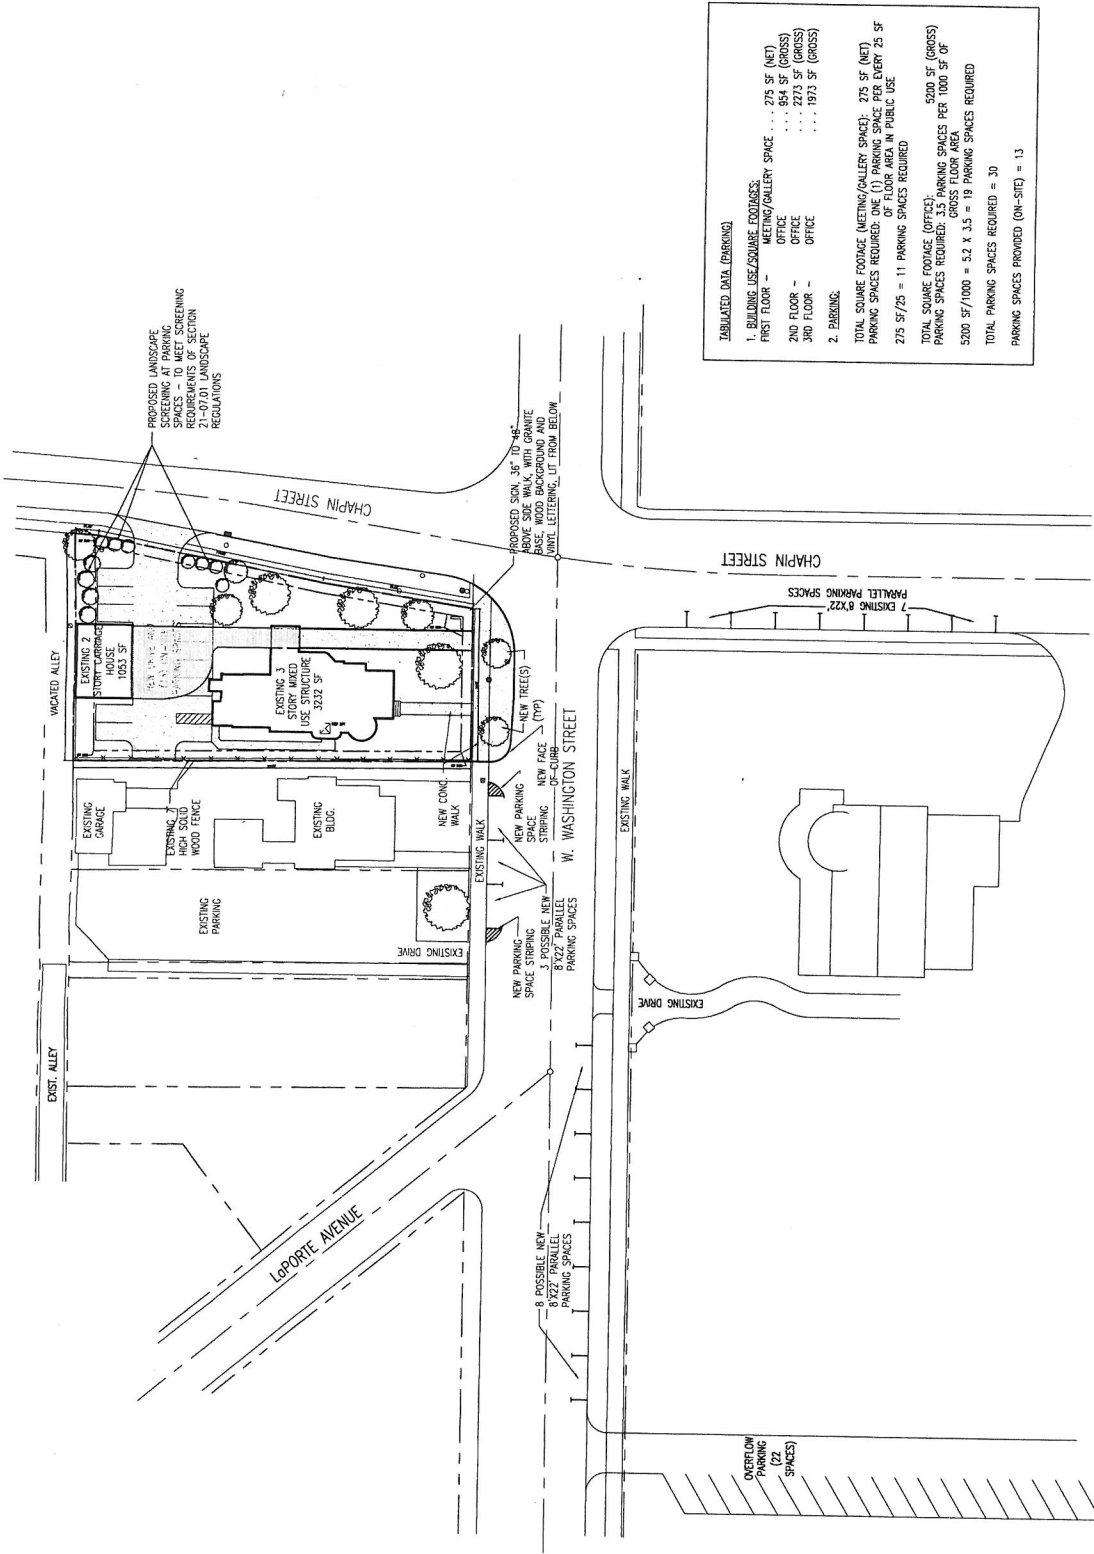 PROPOSED LANDSCAPE
SCREENING AT PARKING
SPACES - TO MEET SCREENING
REQUIREMENTS OF SECTION
21-07.01 LANDSCAPE
REGULATIONS
CHAPIN STREET
VACATED ALLEY
EXISTING 2
STORY CARRIAGE
HOUSE
1053 SF
EXISTING 3
STORY MIXED
USE STRUCTURE
3232 SF
PROPOSED SIGN, 36" TO 48"
ABOVE SIDE WALK, WITH GRANITE
BASE, WOOD BACKGROUND AND
VINYL LETTERING, LIT FROM BELOW
NEW TREE(S)
(TYP)
NEW FACE
OF CURB
NEW CONC.
WALK
NEW PARKING
SPACE
STRIPING
EXISTING
GARAGE
EXISTING 7'
HIGH SOLID
WOOD FENCE
EXISTING
BLDG.
EXISTING WALK
EXISTING
PARKING
EXISTING DRIVE
NEW PARKING
SPACE STRIPING
3 POSSIBLE NEW
8'X22' PARALLEL
PARKING SPACES
W. WASHINGTON STREET
EXIST. ALLEY
LaPORTE AVENUE
8 POSSIBLE NEW
8'X22' PARALLEL
PARKING SPACES
EXISTING WALK
EXISTING DRIVE
CHAPIN STREET
7 EXISTING 8'X22'
PARALLEL PARKING SPACES
OVERFLOW
PARKING
(22
SPACES)
TABULATED DATA (PARKING)
1. BUILDING USE/SQUARE FOOTAGES:
FIRST FLOOR - MEETING/GALLERY SPACE . . . 275 SF (NET)
OFFICE . . . 954 SF (GROSS)
2ND FLOOR - OFFICE . . . 2273 SF (GROSS)
3RD FLOOR - OFFICE . . . 1973 SF (GROSS)
2. PARKING:
TOTAL SQUARE FOOTAGE (MEETING/GALLERY SPACE): 275 SF (NET)
PARKING SPACES REQUIRED: ONE (1) PARKING SPACE PER EVERY 25 SF
OF FLOOR AREA IN PUBLIC USE
275 SF/25 = 11 PARKING SPACES REQUIRED
TOTAL SQUARE FOOTAGE (OFFICE): 5200 SF (GROSS)
PARKING SPACES REQUIRED: 3.5 PARKING SPACES PER 1000 SF OF
GROSS FLOOR AREA
5200 SF/1000 = 5.2 X 3.5 = 19 PARKING SPACES REQUIRED
TOTAL PARKING SPACES REQUIRED = 30
PARKING SPACES PROVIDED (ON-SITE) = 13